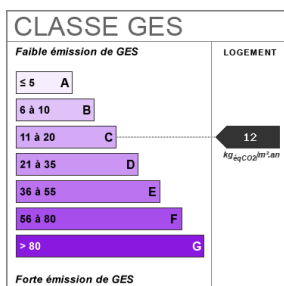 CLASSE GES
Faible émission de GES
LOGEMENT
≤ 5 A
6 à 10 B
11 à 20 C
12
kgéqCO2/m².an
21 à 35 D
36 à 55 E
56 à 80 F
> 80 G
Forte émission de GES